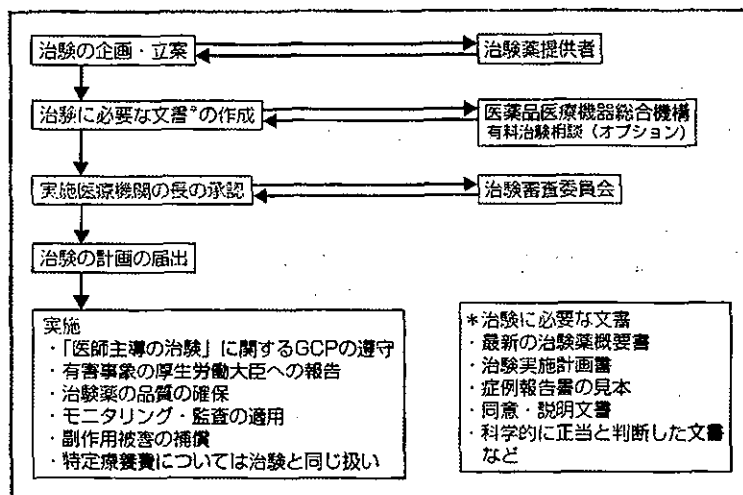 治験の企画・立案
治験薬提供者
治験に必要な文書*の作成
医薬品医療機器総合機構
有料治験相談（オプション）
実施医療機関の長の承認
治験審査委員会
治験の計画の届出
実施
・「医師主導の治験」に関するGCPの遵守
・有害事象の厚生労働大臣への報告
・治験薬の品質の確保
・モニタリング・監査の適用
・副作用被害の補償
・特定療養費については治験と同じ扱い
*治験に必要な文書
・最新の治験薬概要書
・治験実施計画書
・症例報告書の見本
・同意・説明文書
・科学的に正当と判断した文書
など